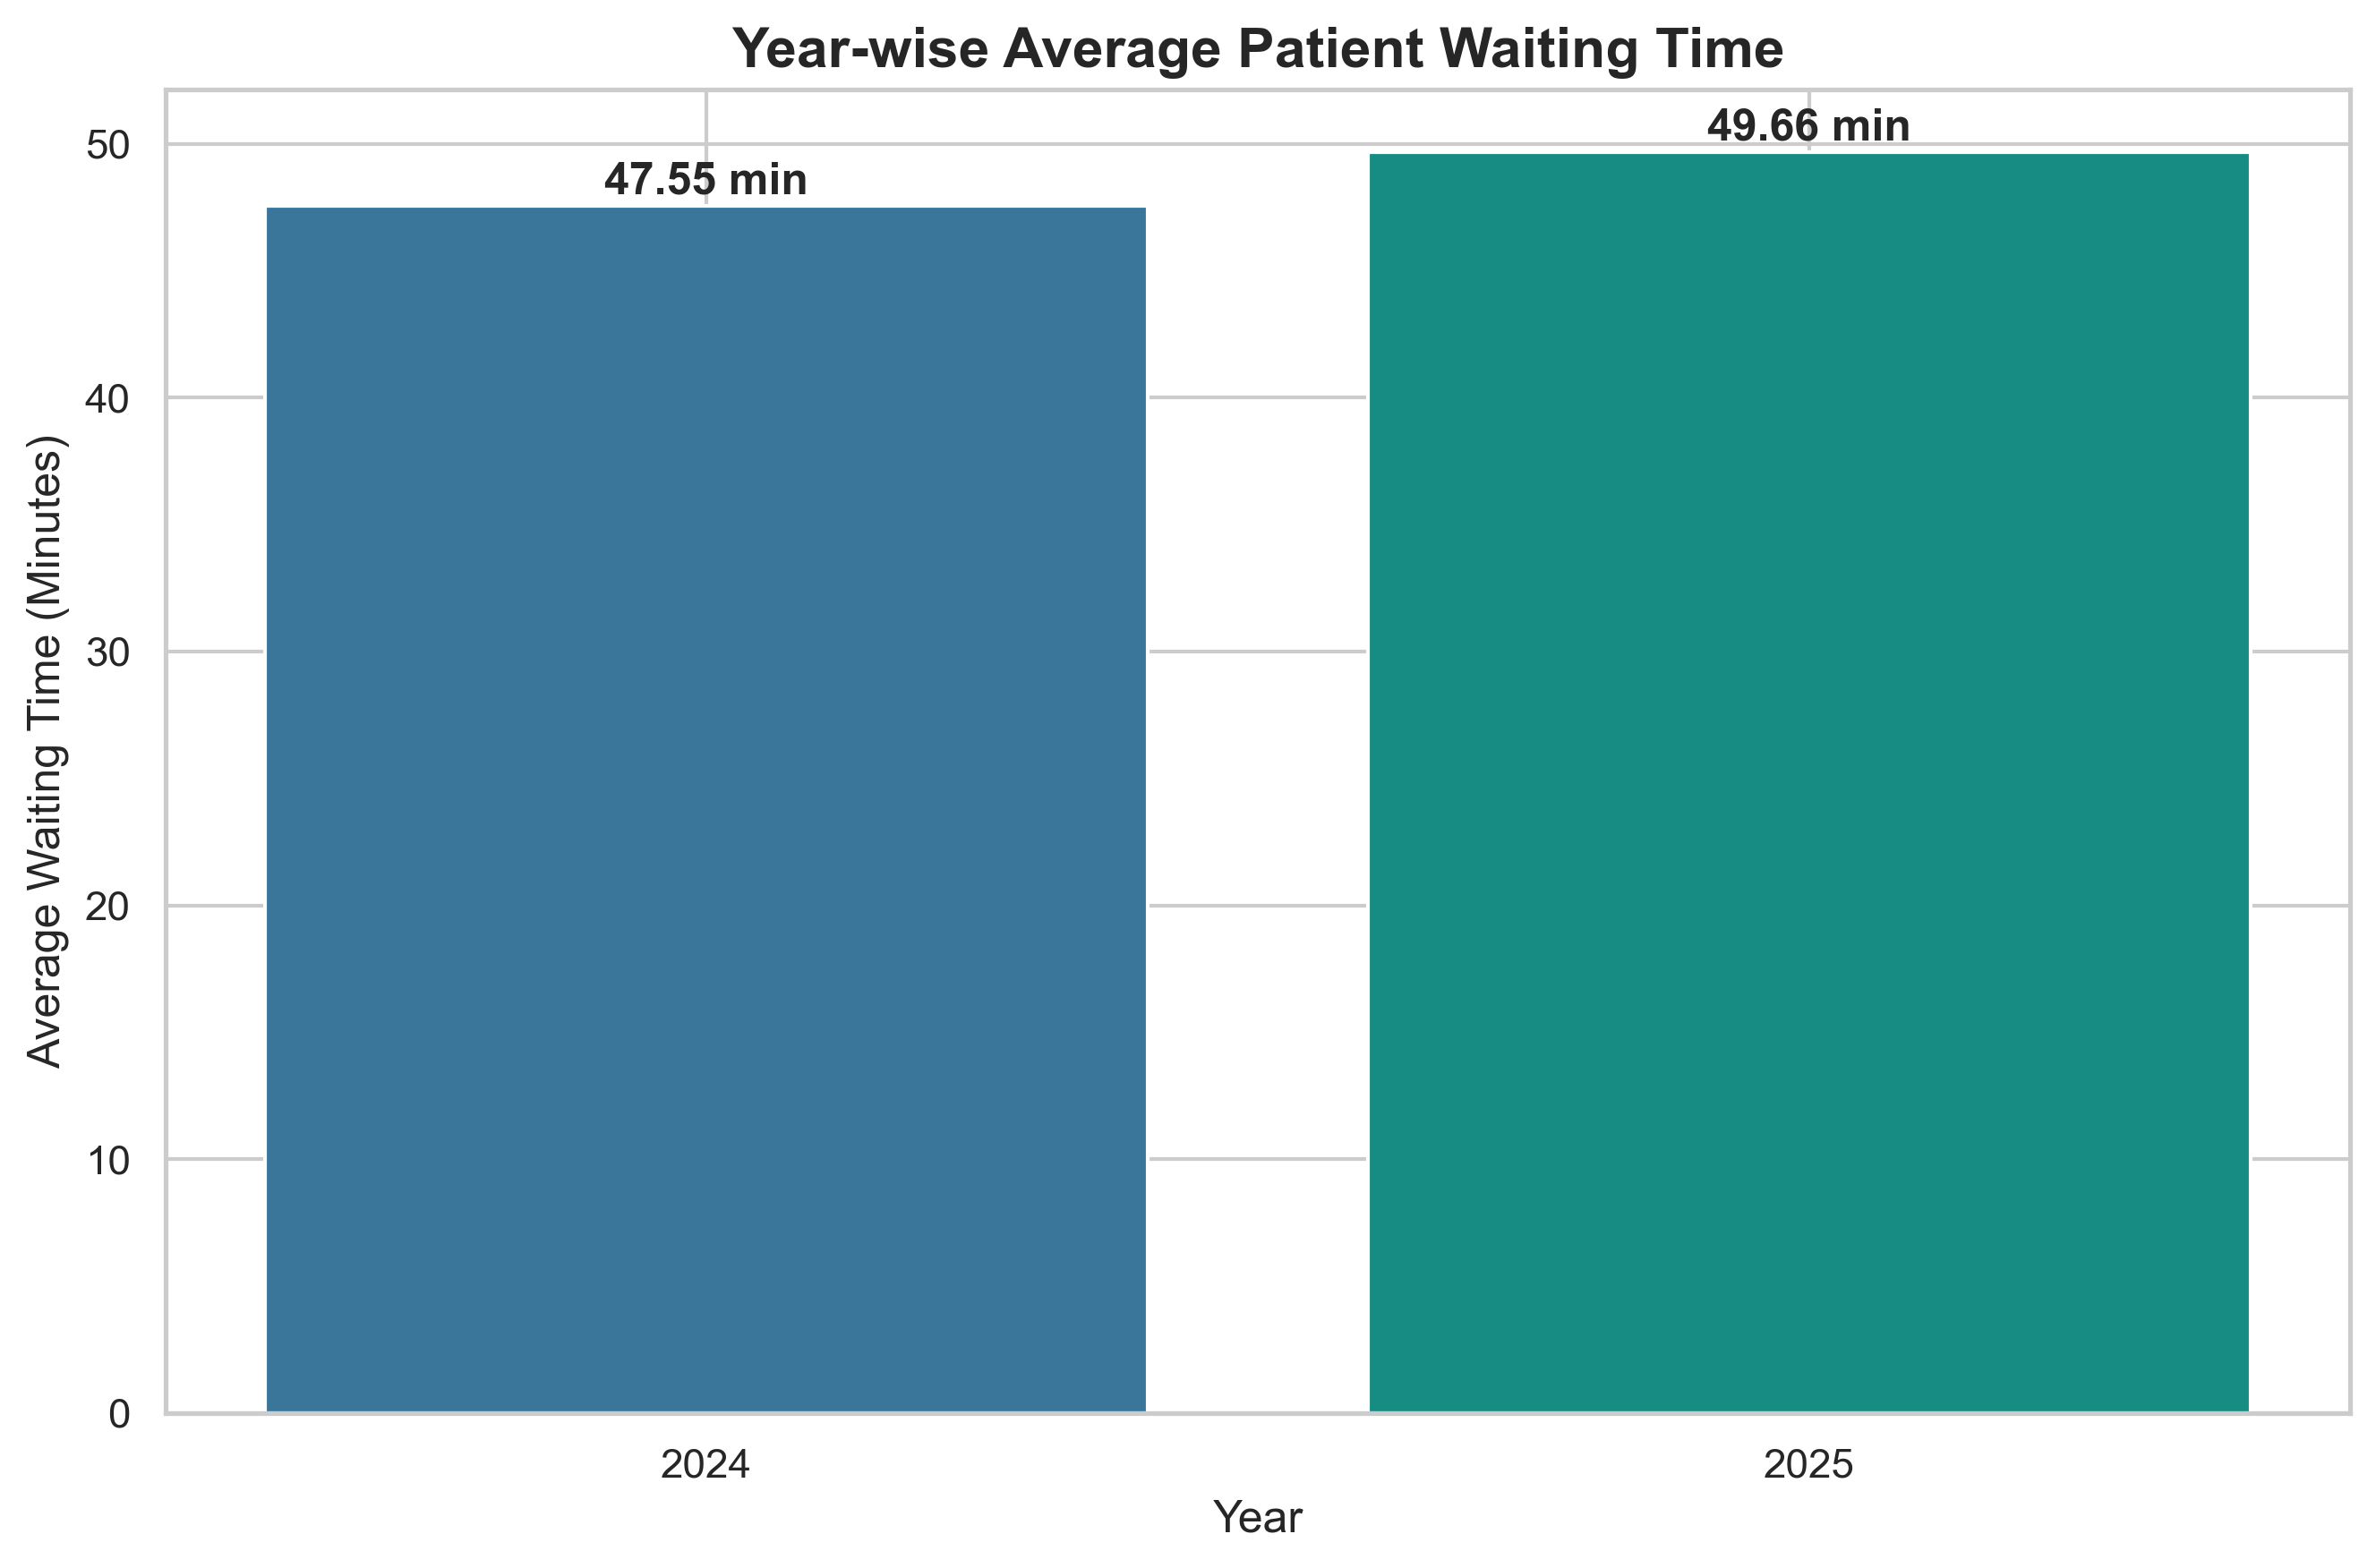 Year-wise Average Patient Waiting Time
Average Waiting Time (Minutes)
50
40
30
20
10
0
47.55 min
49.66 min
2024
2025
Year